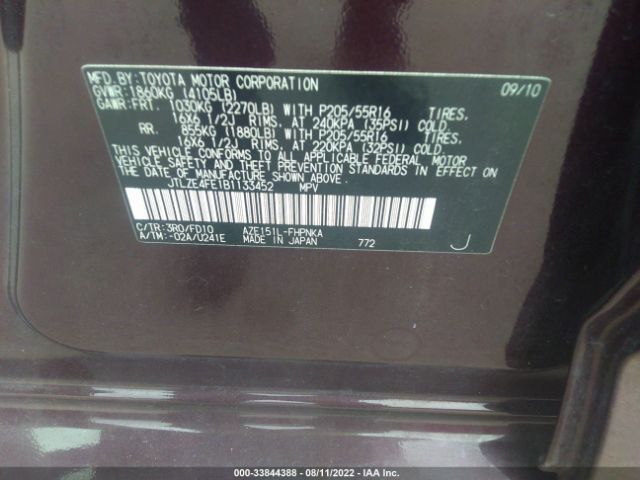 MFD.BY:TOYOTA MOTOR CORPORATION 09/10
GVWR:1860KG (4105LB)
GAWR:FRT. 1030KG (2270LB) WITH P205/55R16 TIRES,
16X6 1/2J RIMS, AT 240KPA (35PSI) COLD.
RR. 855KG (1880LB) WITH P205/55R16 TIRES,
16X6 1/2J RIMS, AT 220KPA (32PSI) COLD.
THIS VEHICLE CONFORMS TO ALL APPLICABLE FEDERAL MOTOR
VEHICLE SAFETY AND THEFT PREVENTION STANDARDS IN EFFECT ON
THE DATE OF MANUFACTURE SHOWN ABOVE.
JTLZE4FE1B1133452 MPV
C/TR:3R0/FD10 AZE151L-FHPNKA
A/TM:-02A/U241E MADE IN JAPAN 772 J
000-33844388 - 08/11/2022 - IAA Inc.